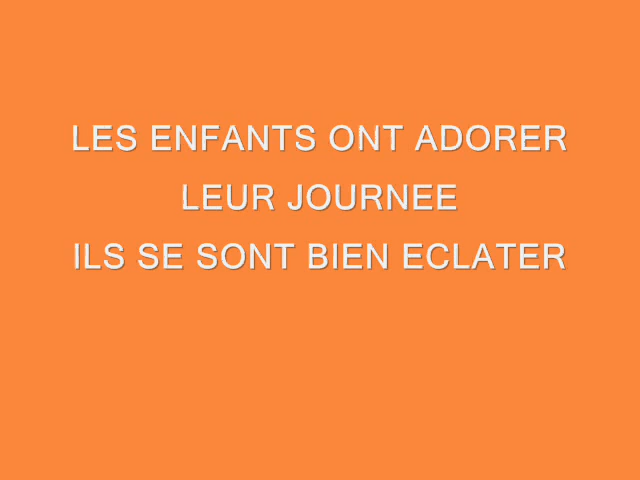 LES ENFANTS ONT ADORER
LEUR JOURNEE
ILS SE SONT BIEN ECLATER